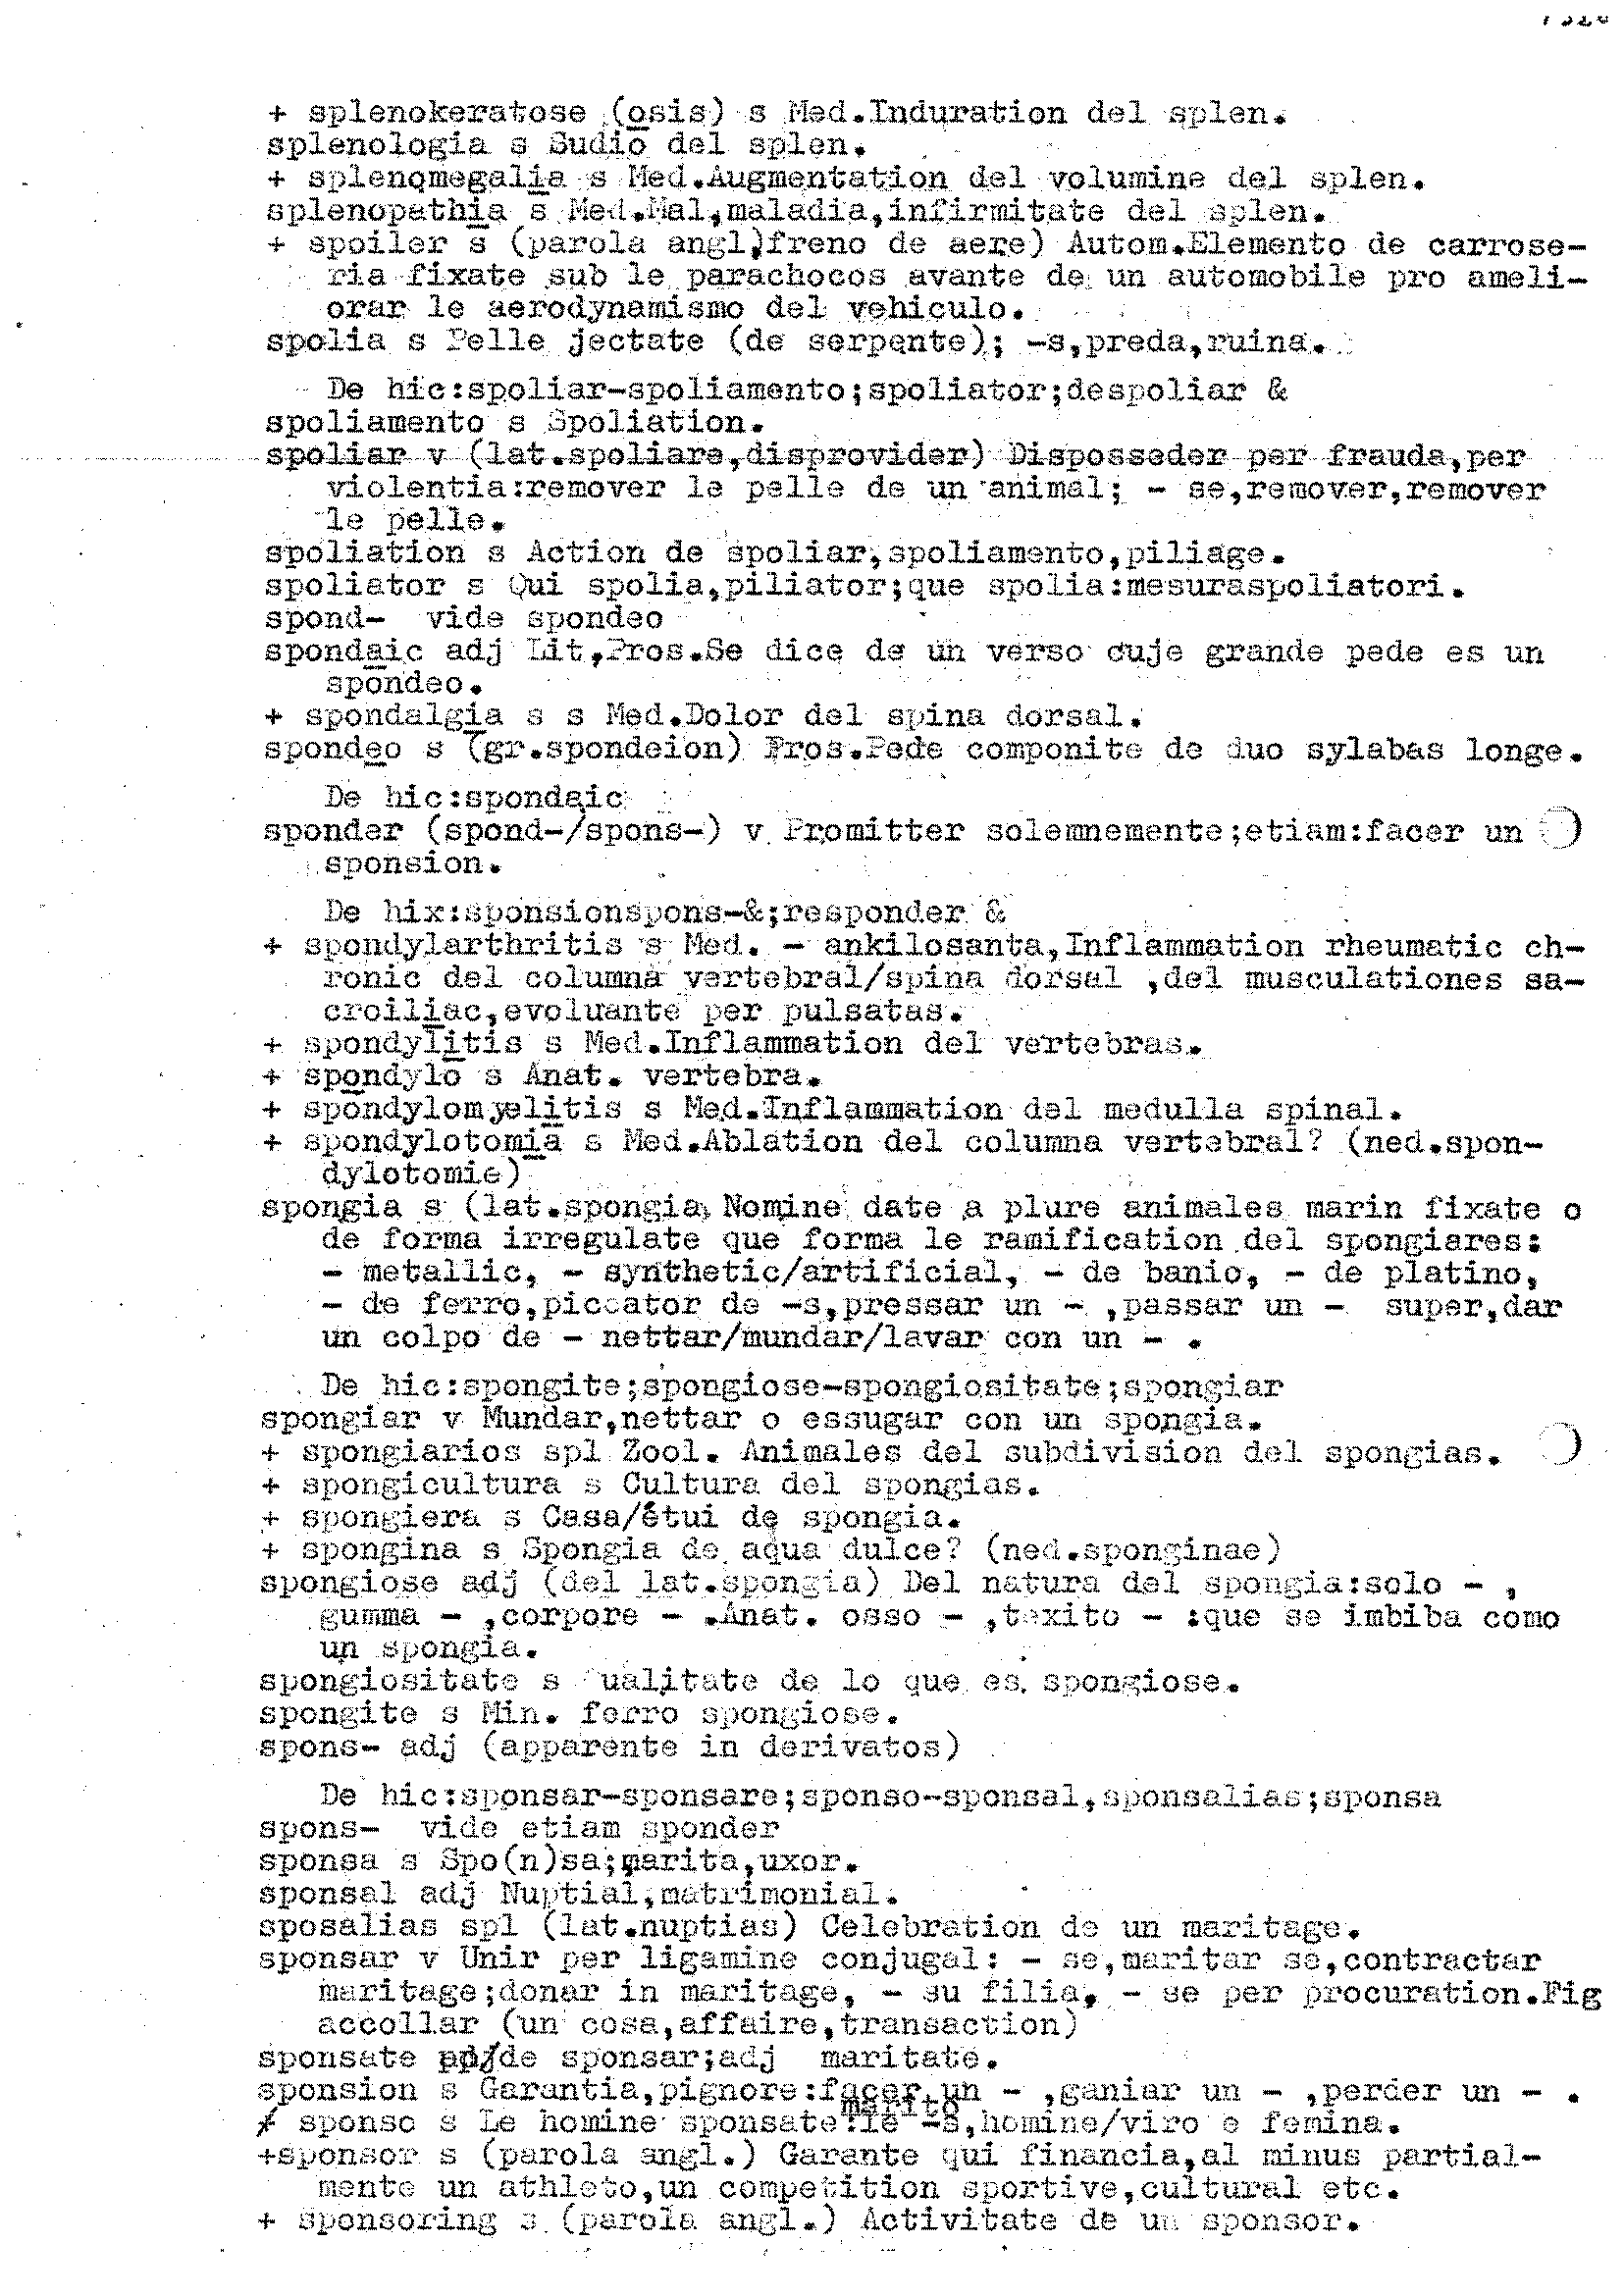 + splenokeratose (osis) s Med.Induration del splen.
splenologia s Sudio del splen.
+ splenomegalia s Med.Augmentation del volumine del splen.
splenopathia s Med.Mal,maladia,infirmitate del splen.
+ spoiler s (parola angl)freno de aere) Autom.Elemento de carrose-
ria fixate sub le parachocos avante de un automobile pro ameli-
orar le aerodynamismo del vehiculo.
spolia s Pelle jectate (de serpente); -s,preda,ruina.
De hic:spoliar-spoliamento;spoliator;despoliar &
spoliamento s Spoliation.
spoliar v (lat.spoliare,disprovider) Disposseder per frauda,per
violentia:remover le pelle de un animal; - se,remover,remover
le pelle.
spoliation s Action de spoliar,spoliamento,piliage.
spoliator s Qui spolia,piliator;que spolia:mesuraspoliatori.
spond-  vide spondeo
spondaic adj Lit,Pros.Se dice de un verso cuje grande pede es un
spondeo.
+ spondalgia s s Med.Dolor del spina dorsal.
spondeo s (gr.spondeion) Pros.Pede componite de duo sylabas longe.
De hic:spondaic
sponder (spond-/spons-) v Promitter solemnemente;etiam:facer un
sponsion.
De hix:sponsionspons-&;responder &
+ spondylarthritis s Med. - ankilosanta,Inflammation rheumatic ch-
ronic del columna vertebral/spina dorsal ,del musculationes sa-
croiliac,evoluante per pulsatas.
+ spondylitis s Med.Inflammation del vertebras.
+ spondylo s Anat. vertebra.
+ spondylomyelitis s Med.Inflammation del medulla spinal.
+ spondylotomia s Med.Ablation del columna vertebral? (ned.spon-
dylotomie)
spongia s (lat.spongia) Nomine date a plure animales marin fixate o
de forma irregulate que forma le ramification del spongiares:
- metallic, - synthetic/artificial, - de banio, - de platino,
- de ferro,piccator de -s,pressar un - ,passar un -  super,dar
un colpo de - nettar/mundar/lavar con un - .
De hic:spongite;spongiose-spongiositate;spongiar
spongiar v Mundar,nettar o essugar con un spongia.
+ spongiarios spl Zool. Animales del subdivision del spongias.
+ spongicultura s Cultura del spongias.
+ spongiera s Casa/étui de spongia.
+ spongina s Spongia de aqua dulce? (ned.sponginae)
spongiose adj (del lat.spongia) Del natura del spongia:solo - ,
gumma - ,corpore - .Anat. osso - ,texito - :que se imbiba como
un spongia.
spongiositate s ualitate de lo que es spongiose.
spongite s Min. ferro spongiose.
spons- adj (apparente in derivatos)
De hic:sponsar-sponsare;sponso-sponsal,sponsalias;sponsa
spons-  vide etiam sponder
sponsa s Spo(n)sa;marita,uxor.
sponsal adj Nuptial,matrimonial.
sposalias spl (lat.nuptias) Celebration de un maritage.
sponsar v Unir per ligamine conjugal: - se,maritar se,contractar
maritage;donar in maritage, - su filia, - se per procuration.Fig
accollar (un cosa,affaire,transaction)
sponsate de sponsar;adj  maritate.
sponsion s Garantia,pignore:facer un - ,ganiar un - ,perder un - .
marito
sponso s Le homine sponsate:le -s,homine/viro e femina.
+sponsor s (parola angl.) Garante qui financia,al minus partial-
mente un athleto,un competition sportive,cultural etc.
+ sponsoring s (parola angl.) Activitate de un sponsor.